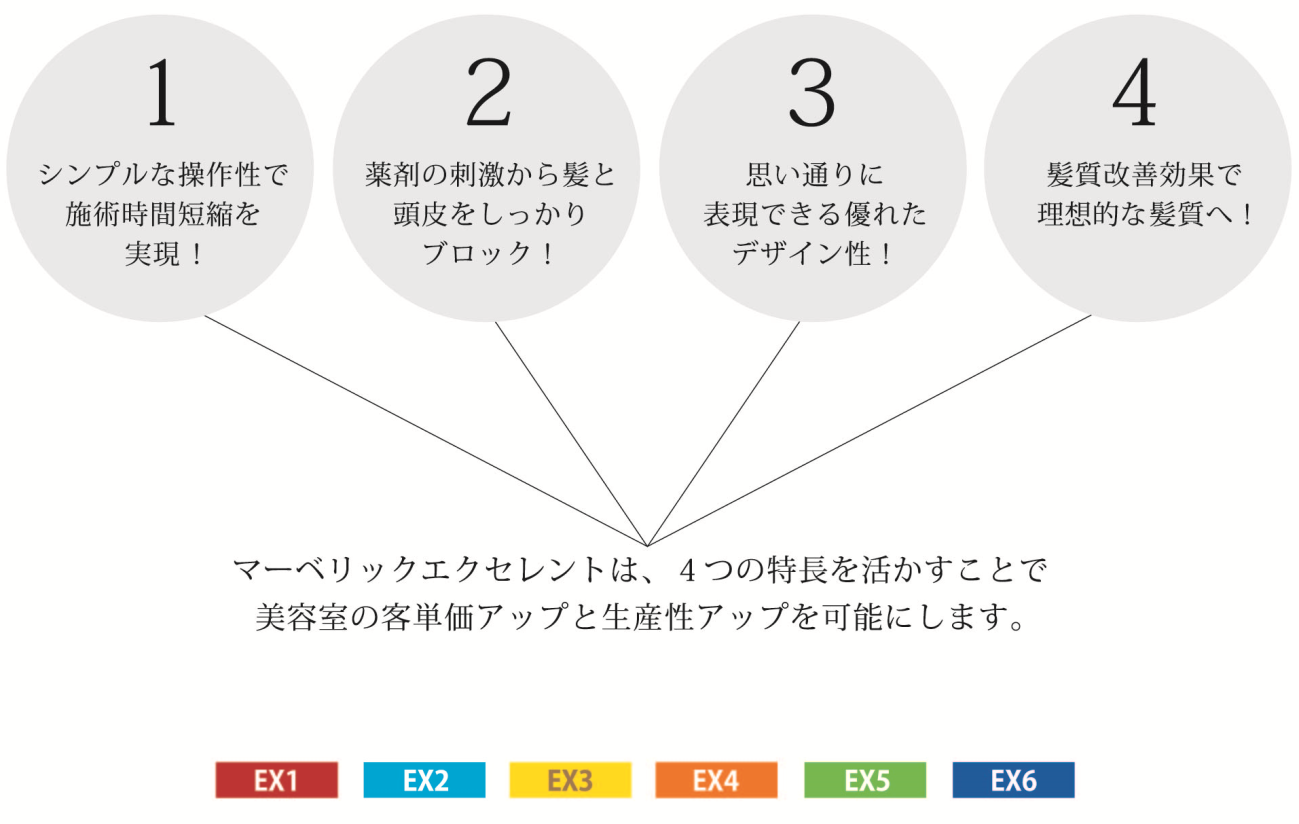 1
シンプルな操作性で
施術時間短縮を
実現！
2
薬剤の刺激から髪と
頭皮をしっかり
ブロック！
3
思い通りに
表現できる優れた
デザイン性！
4
髪質改善効果で
理想的な髪質へ！
マーベリックエクセレントは、４つの特長を活かすことで
美容室の客単価アップと生産性アップを可能にします。
EX1
EX2
EX3
EX4
EX5
EX6